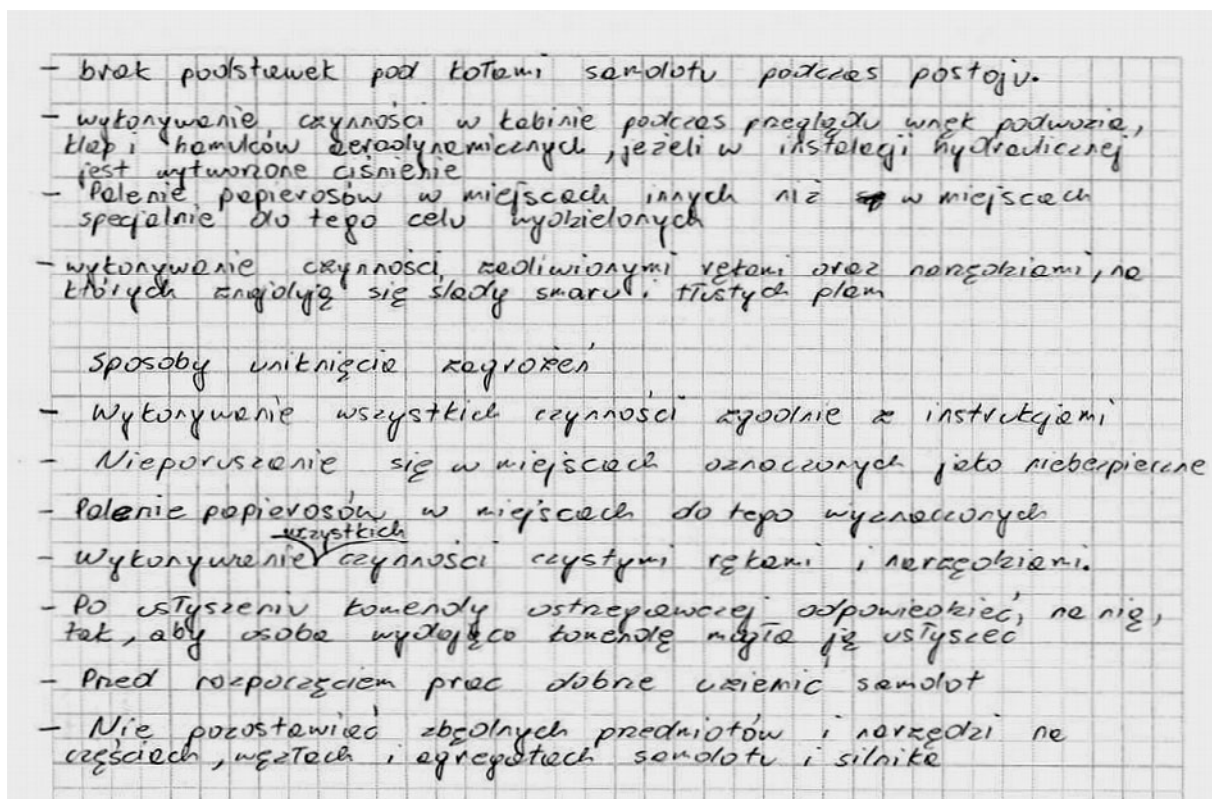 - brak podstawek pod kołami samolotu podczas postoju.
- wykonywanie czynności w kabinie podczas przeglądu wnęk podwozia,
klap i hamulców aerodynamicznych, jeżeli w instalacji hydraulicznej
jest wytworzone ciśnienie
- Palenie papierosów w miejscach innych niż w miejscach
specjalnie do tego celu wydzielonych
- wykonywanie czynności zaoliwionymi rękami oraz narzędziami, na
których znajdują się ślady smaru i tłustych plam
Sposoby uniknięcia zagrożeń
- Wykonywanie wszystkich czynności zgodnie z instrukcjami
- Nieporuszanie się w miejscach oznaczonych jako niebezpieczne
- Palenie papierosów w miejscach do tego wyznaczonych
wszystkich
- Wykonywanie czynności czystymi rękami i narzędziami.
- Po usłyszeniu komendy ostrzegawczej odpowiedzieć na nią,
tak, aby osoba wydająca komendę mogła ją usłyszeć
- Przed rozpoczęciem prac dobrze uziemić samolot
- Nie pozostawiać zbędnych przedmiotów i narzędzi na
częściach, węzłach i agregatach samolotu i silnika